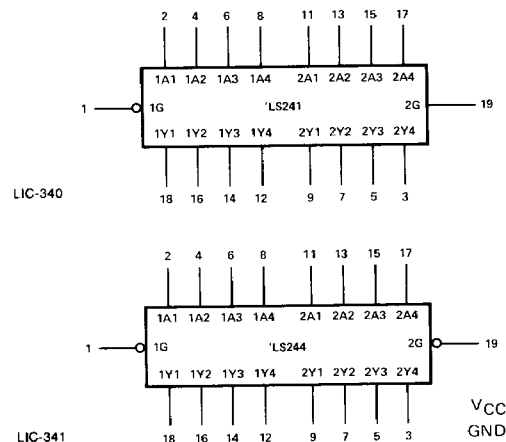 2 4 6 8 11 13 15 17
1A1 1A2 1A3 1A4 2A1 2A2 2A3 2A4
1 1G 'LS241 2G 19
1Y1 1Y2 1Y3 1Y4 2Y1 2Y2 2Y3 2Y4
LIC-340
18 16 14 12 9 7 5 3
2 4 6 8 11 13 15 17
1A1 1A2 1A3 1A4 2A1 2A2 2A3 2A4
1 1G 'LS244 2G 19
1Y1 1Y2 1Y3 1Y4 2Y1 2Y2 2Y3 2Y4
VCC
LIC-341
18 16 14 12 9 7 5 3
GND